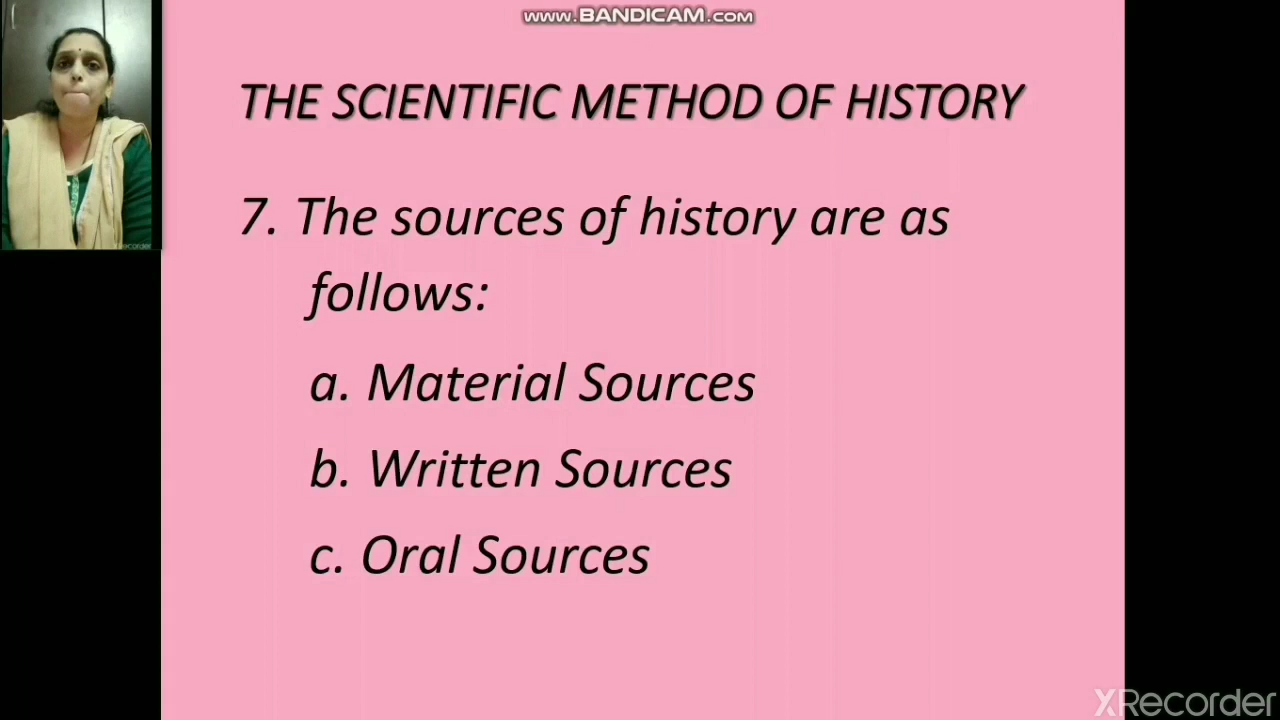 www.BANDICAM.com
THE SCIENTIFIC METHOD OF HISTORY
7. The sources of history are as
follows:
a. Material Sources
b. Written Sources
c. Oral Sources
XRecorder
XRecorder